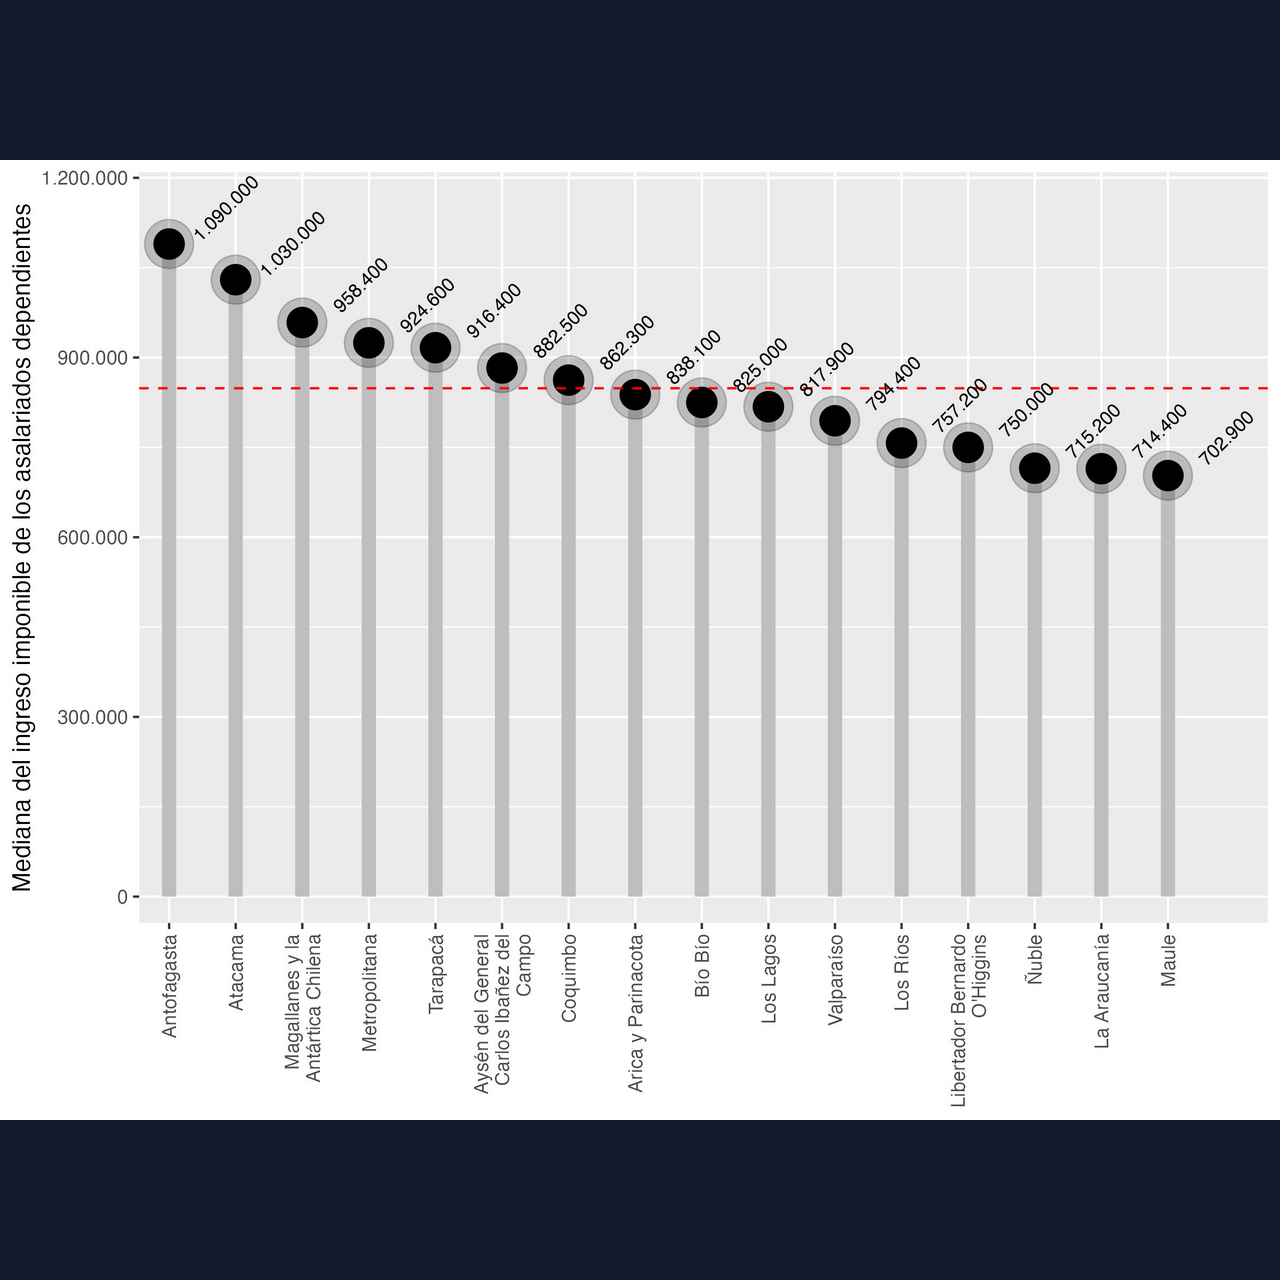 Mediana del ingreso imponible de los asalariados dependientes
1.200.000
900.000
600.000
300.000
0
1.090.000
1.030.000
958.400
924.600
916.400
882.500
862.300
838.100
825.000
817.900
794.400
757.200
750.000
715.200
714.400
702.900
Antofagasta
Atacama
Magallanes y la
Antártica Chilena
Metropolitana
Tarapacá
Aysén del General
Carlos Ibañez del
Campo
Coquimbo
Arica y Parinacota
Bío Bío
Los Lagos
Valparaíso
Los Ríos
Libertador Bernardo
O'Higgins
Ñuble
La Araucanía
Maule